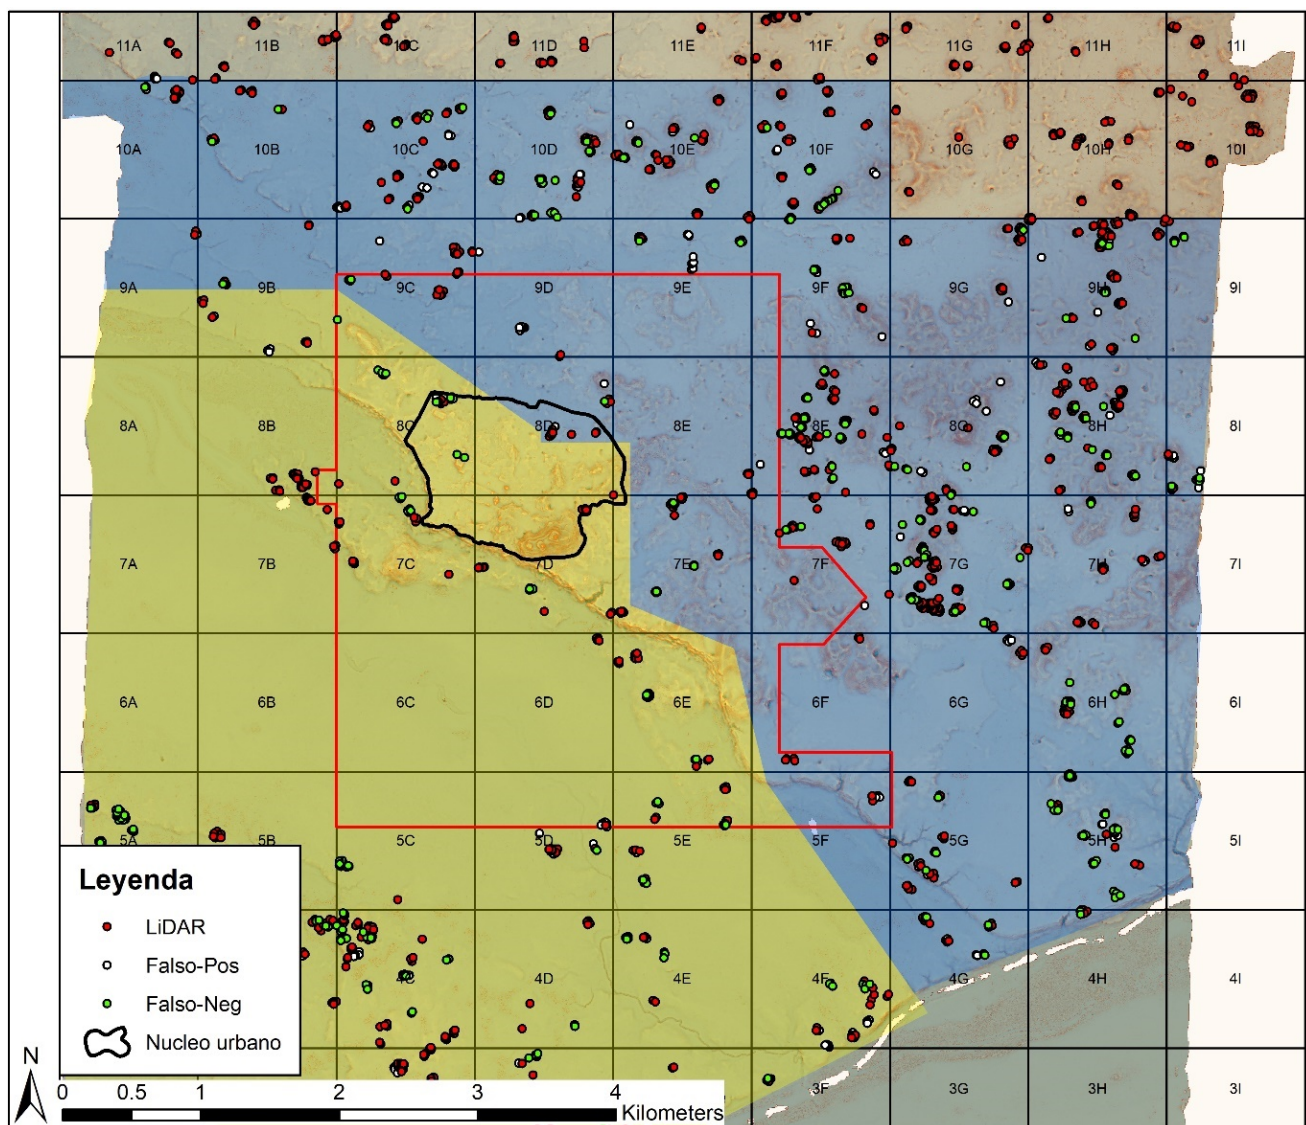 11A 11B 11C 11D 11E 11F 11G 11H 11I
10A 10B 10C 10D 10E 10F 10G 10H 10I
9A 9B 9C 9D 9E 9F 9G 9H 9I
8A 8B 8C 8D 8E 8F 8G 8H 8I
7A 7B 7C 7D 7E 7F 7G 7H 7I
6A 6B 6C 6D 6E 6F 6G 6H 6I
5A 5B 5C 5D 5E 5F 5G 5H 5I
4C 4D 4E 4F 4G 4H 4I
3F 3G 3H 3I
Leyenda
LiDAR
Falso-Pos
Falso-Neg
Nucleo urbano
N
0 0.5 1 2 3 4
Kilometers